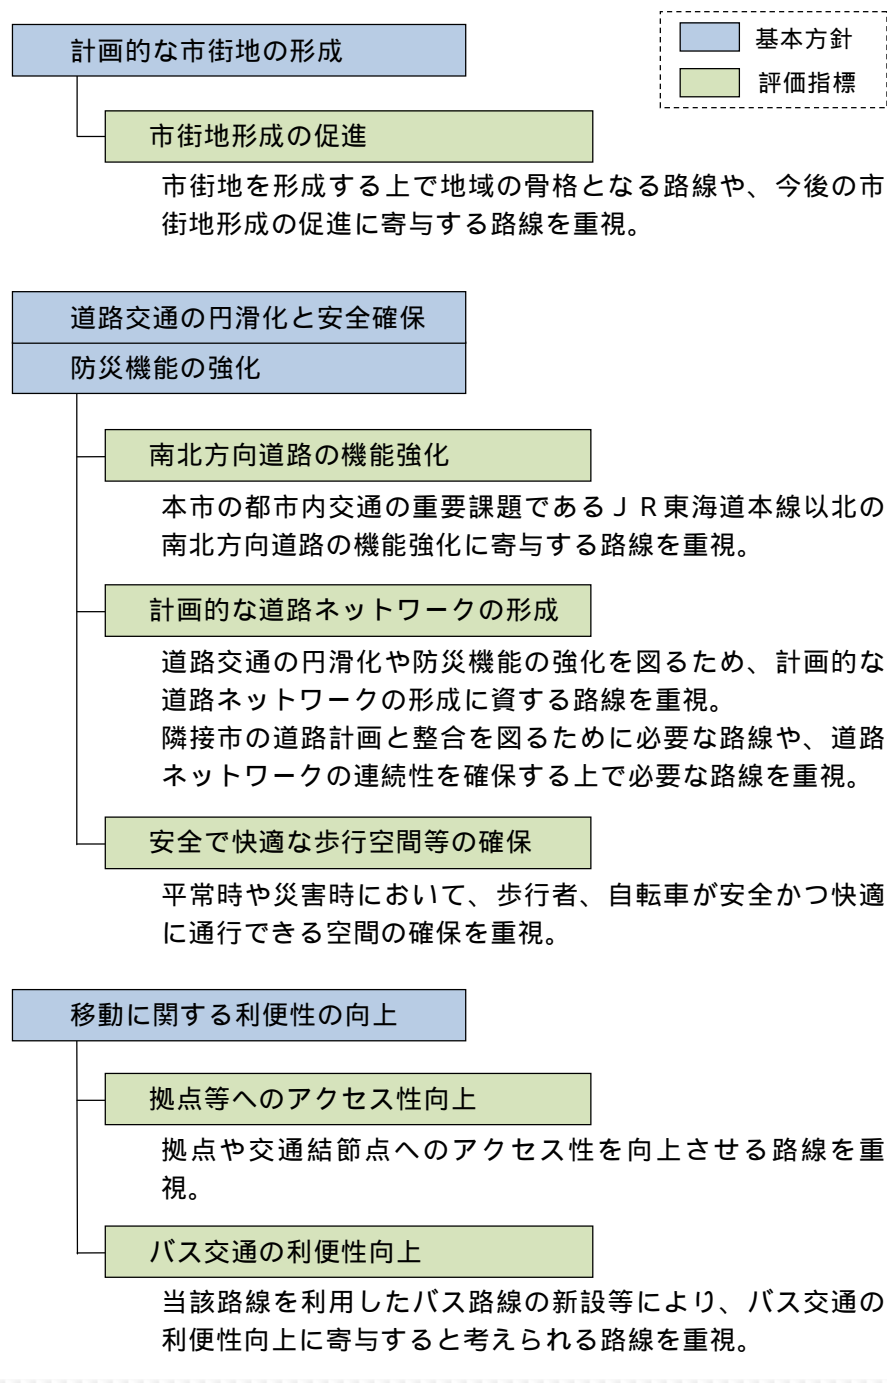 計画的な市街地の形成
基本方針
評価指標
市街地形成の促進
市街地を形成する上で地域の骨格となる路線や、今後の市
街地形成の促進に寄与する路線を重視。
道路交通の円滑化と安全確保
防災機能の強化
南北方向道路の機能強化
本市の都市内交通の重要課題であるＪＲ東海道本線以北の
南北方向道路の機能強化に寄与する路線を重視。
計画的な道路ネットワークの形成
道路交通の円滑化や防災機能の強化を図るため、計画的な
道路ネットワークの形成に資する路線を重視。
隣接市の道路計画と整合を図るために必要な路線や、道路
ネットワークの連続性を確保する上で必要な路線を重視。
安全で快適な歩行空間等の確保
平常時や災害時において、歩行者、自転車が安全かつ快適
に通行できる空間の確保を重視。
移動に関する利便性の向上
拠点等へのアクセス性向上
拠点や交通結節点へのアクセス性を向上させる路線を重
視。
バス交通の利便性向上
当該路線を利用したバス路線の新設等により、バス交通の
利便性向上に寄与すると考えられる路線を重視。